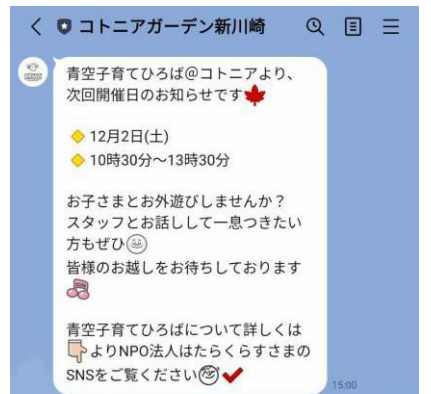 コトニアガーデン新川崎
青空子育てひろば@コトニアより、
次回開催日のお知らせです🍁
🔶 12月2日(土)
🔶 10時30分〜13時30分
お子さまとお外遊びしませんか？
スタッフとお話しして一息つきたい
方もぜひ
皆様のお越しをお待ちしております
青空子育てひろばについて詳しくは
👇よりNPO法人はたらくらすさまの
SNSをご覧ください
15:00